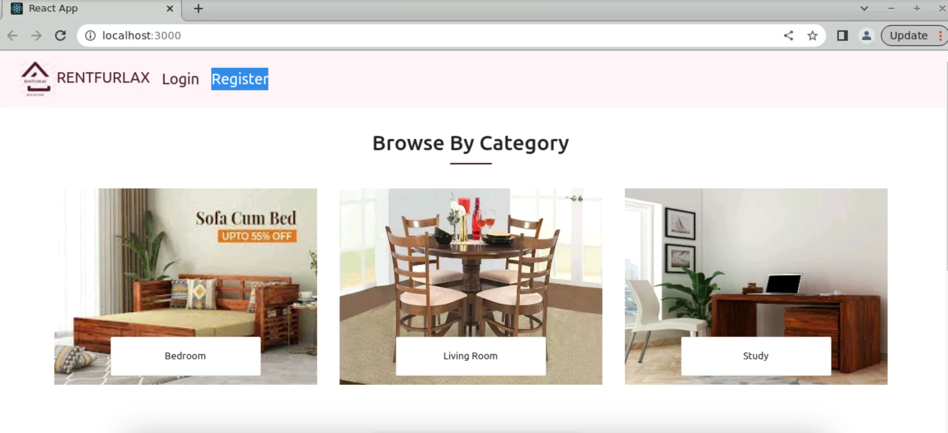 React App
localhost:3000
Update
RENTFURLAX Login Register
Browse By Category
Sofa Cum Bed
UPTO 55% OFF
Bedroom
Living Room
Study